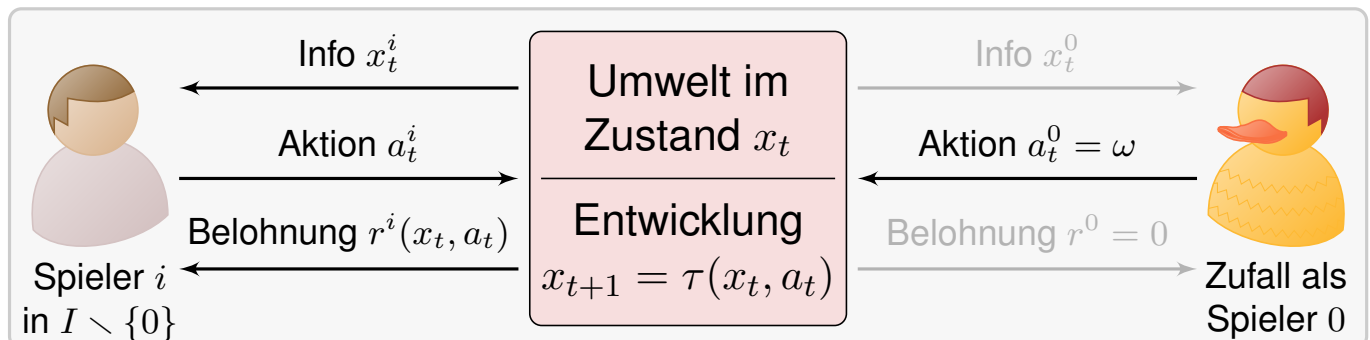 Info $x_t^i$
Aktion $a_t^i$
Belohnung $r^i(x_t, a_t)$
Spieler $i$
in $I \smallsetminus \{0\}$
Umwelt im
Zustand $x_t$
Entwicklung
$x_{t+1} = \tau(x_t, a_t)$
Info $x_t^0$
Aktion $a_t^0 = \omega$
Belohnung $r^0 = 0$
Zufall als
Spieler 0